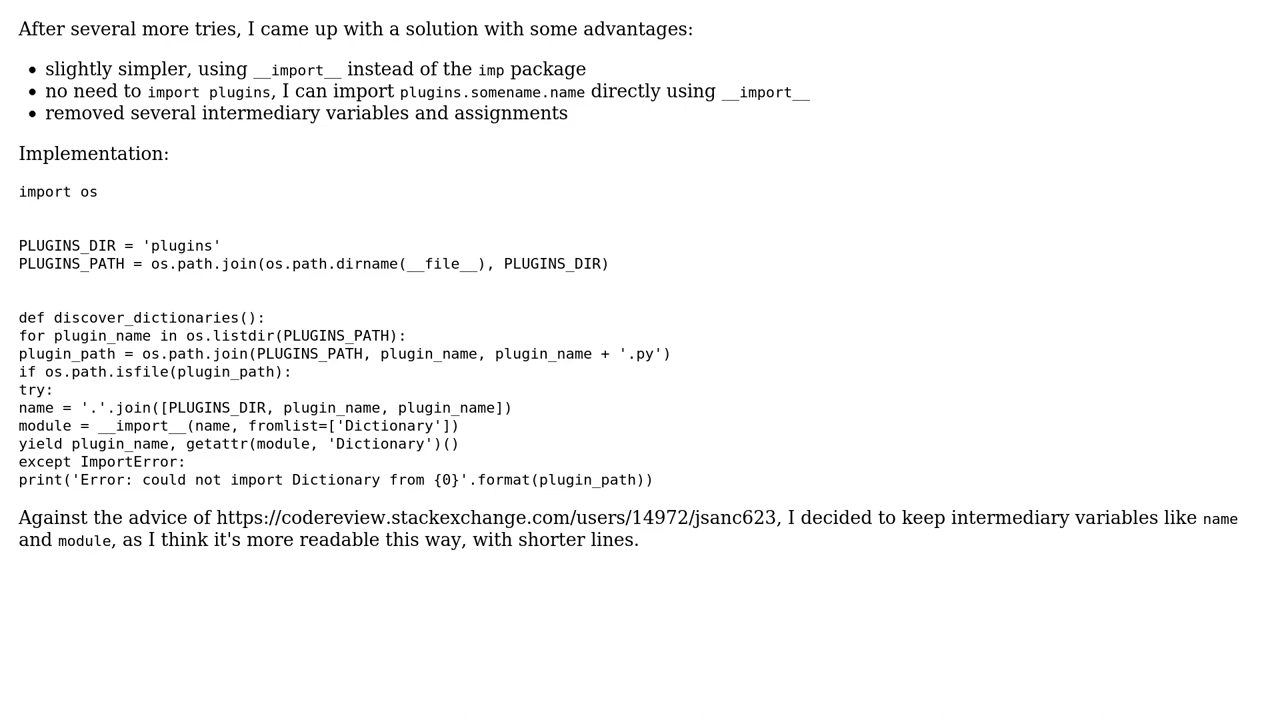 After several more tries, I came up with a solution with some advantages:
• slightly simpler, using __import__ instead of the imp package
• no need to import plugins, I can import plugins.somename.name directly using __import__
• removed several intermediary variables and assignments
Implementation:
import os
PLUGINS_DIR = 'plugins'
PLUGINS_PATH = os.path.join(os.path.dirname(__file__), PLUGINS_DIR)
def discover_dictionaries():
for plugin_name in os.listdir(PLUGINS_PATH):
plugin_path = os.path.join(PLUGINS_PATH, plugin_name, plugin_name + '.py')
if os.path.isfile(plugin_path):
try:
name = '.'.join([PLUGINS_DIR, plugin_name, plugin_name])
module = __import__(name, fromlist=['Dictionary'])
yield plugin_name, getattr(module, 'Dictionary')()
except ImportError:
print('Error: could not import Dictionary from {0}'.format(plugin_path))
Against the advice of https://codereview.stackexchange.com/users/14972/jsanc623, I decided to keep intermediary variables like name
and module, as I think it's more readable this way, with shorter lines.